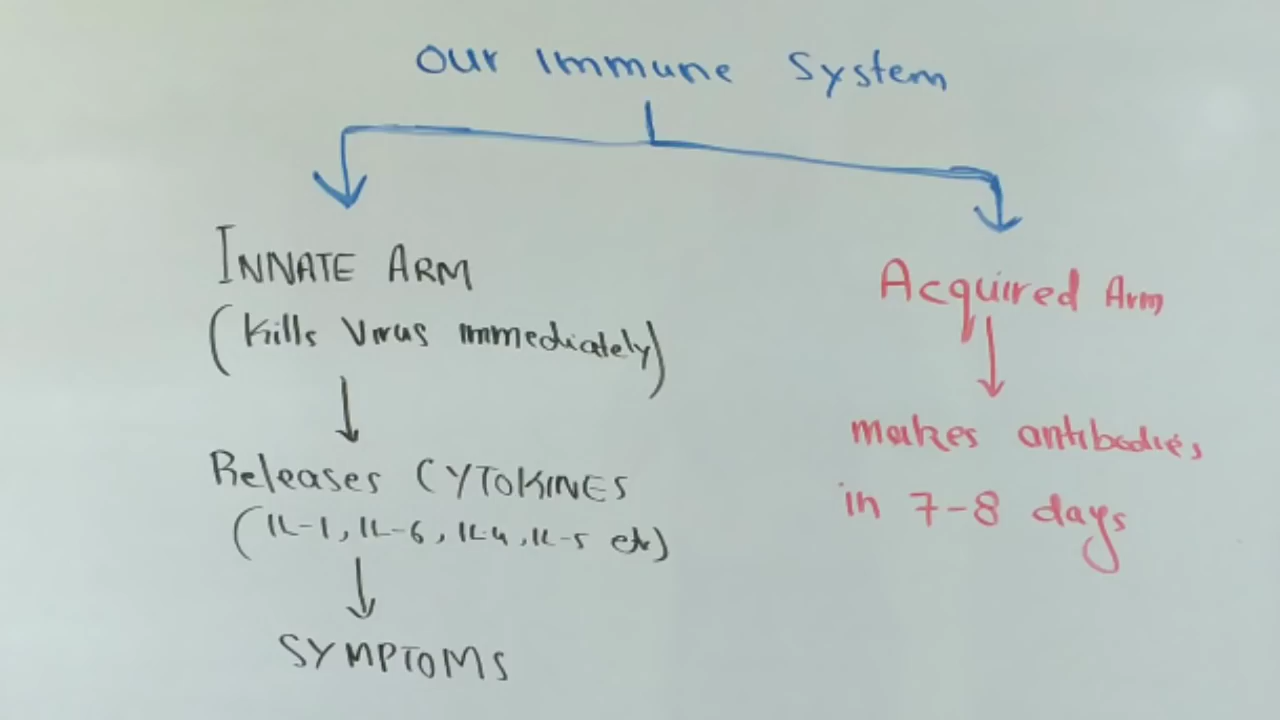 Our Immune System
INNATE ARM
(Kills Virus immediately)
Releases CYTOKINES
(IL-1, IL-6, IL-4, IL-5 etc)
SYMPTOMS
Acquired Arm
makes antibodies
in 7-8 days